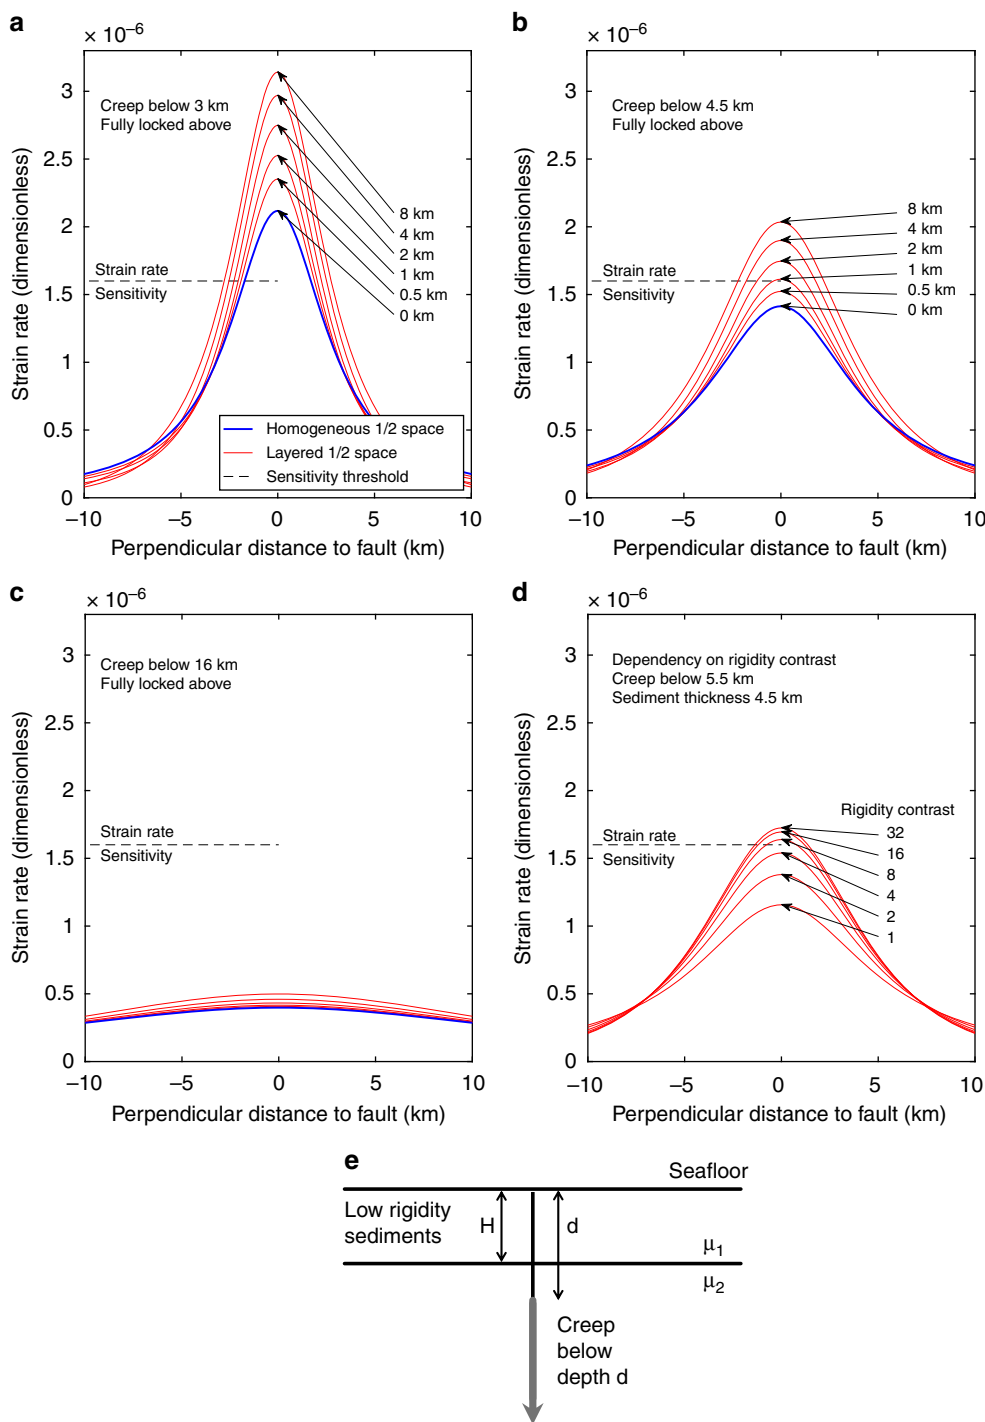 a
× 10⁻⁶
Strain rate (dimensionless)
3
2.5
2
1.5
1
0.5
0
Creep below 3 km
Fully locked above
8 km
4 km
2 km
1 km
0.5 km
0 km
Strain rate
Sensitivity
Homogeneous 1/2 space
Layered 1/2 space
Sensitivity threshold
−10
−5
0
5
10
Perpendicular distance to fault (km)
b
× 10⁻⁶
Strain rate (dimensionless)
3
2.5
2
1.5
1
0.5
0
Creep below 4.5 km
Fully locked above
8 km
4 km
2 km
1 km
0.5 km
0 km
Strain rate
Sensitivity
−10
−5
0
5
10
Perpendicular distance to fault (km)
c
× 10⁻⁶
Strain rate (dimensionless)
3
2.5
2
1.5
1
0.5
0
Creep below 16 km
Fully locked above
Strain rate
Sensitivity
−10
−5
0
5
10
Perpendicular distance to fault (km)
d
× 10⁻⁶
Strain rate (dimensionless)
3
2.5
2
1.5
1
0.5
0
Dependency on rigidity contrast
Creep below 5.5 km
Sediment thickness 4.5 km
Rigidity contrast
32
16
8
4
2
1
Strain rate
Sensitivity
−10
−5
0
5
10
Perpendicular distance to fault (km)
e
Seafloor
Low rigidity
sediments
H
d
μ₁
μ₂
Creep
below
depth d